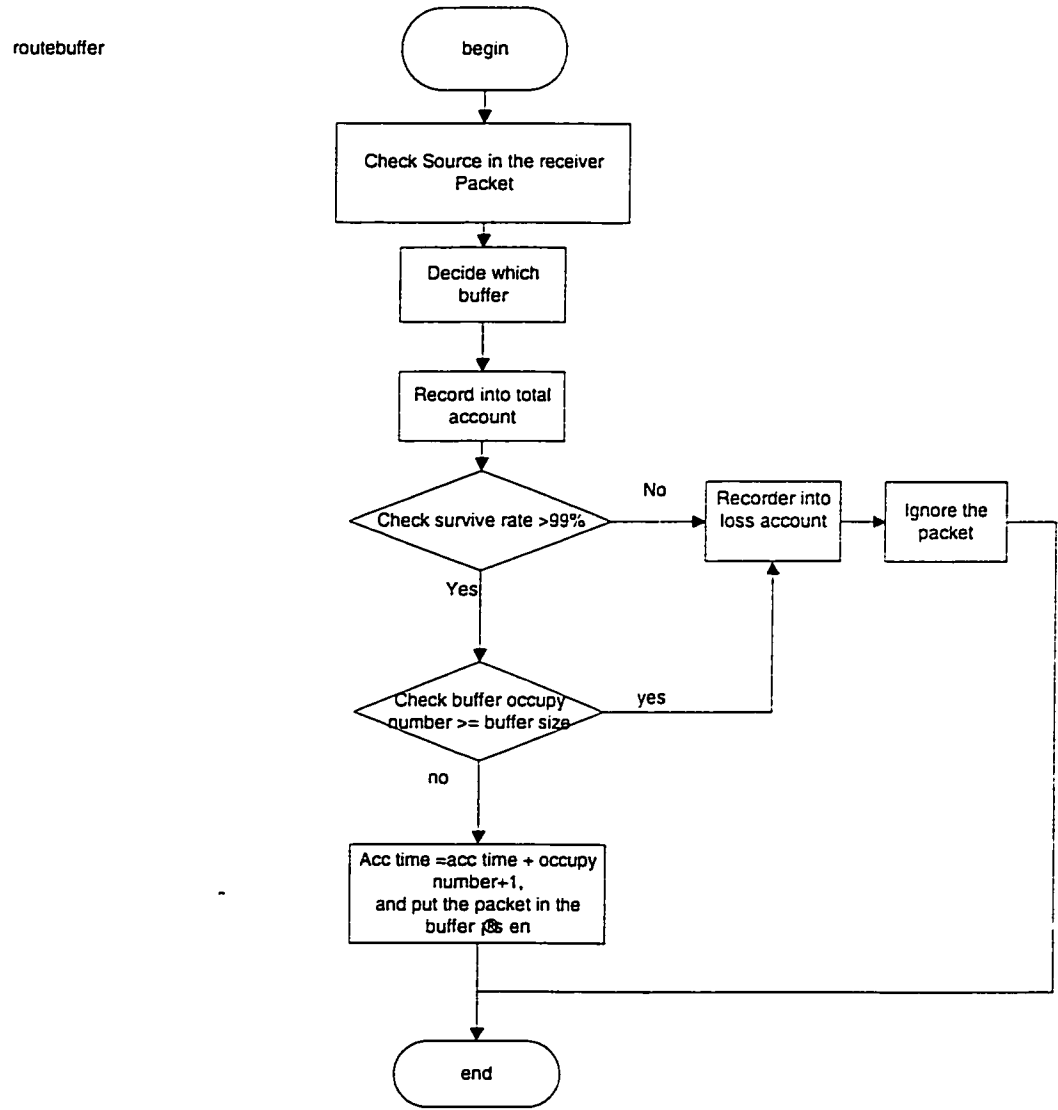 routebuffer
begin
Check Source in the receiver
Packet
Decide which
buffer
Record into total
account
Check survive rate >99%
No
Recorder into
loss account
Ignore the
packet
Yes
Check buffer occupy
number >= buffer size
yes
no
Acc time =acc time + occupy
number+1,
and put the packet in the
buffer en
end